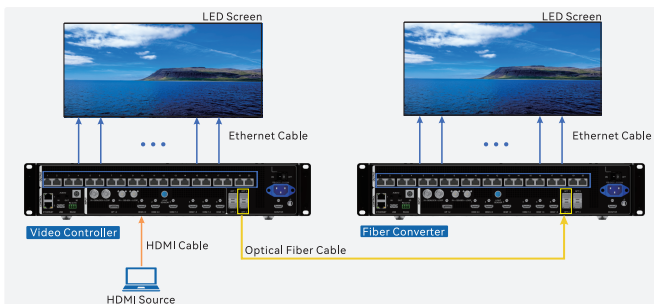 LED Screen
LED Screen
Ethernet Cable
Ethernet Cable
Video Controller
Fiber Converter
HDMI Cable
Optical Fiber Cable
HDMI Source